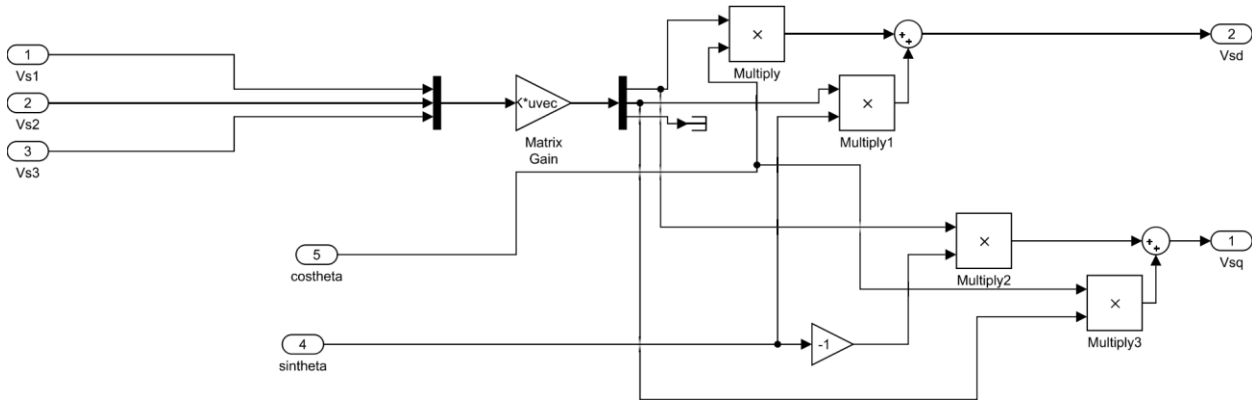 1
Vs1
2
Vs2
3
Vs3
K*uvec
Matrix
Gain
×
Multiply
×
Multiply1
+
+
2
Vsd
5
costheta
×
Multiply2
+
+
1
Vsq
4
sintheta
-1
×
Multiply3